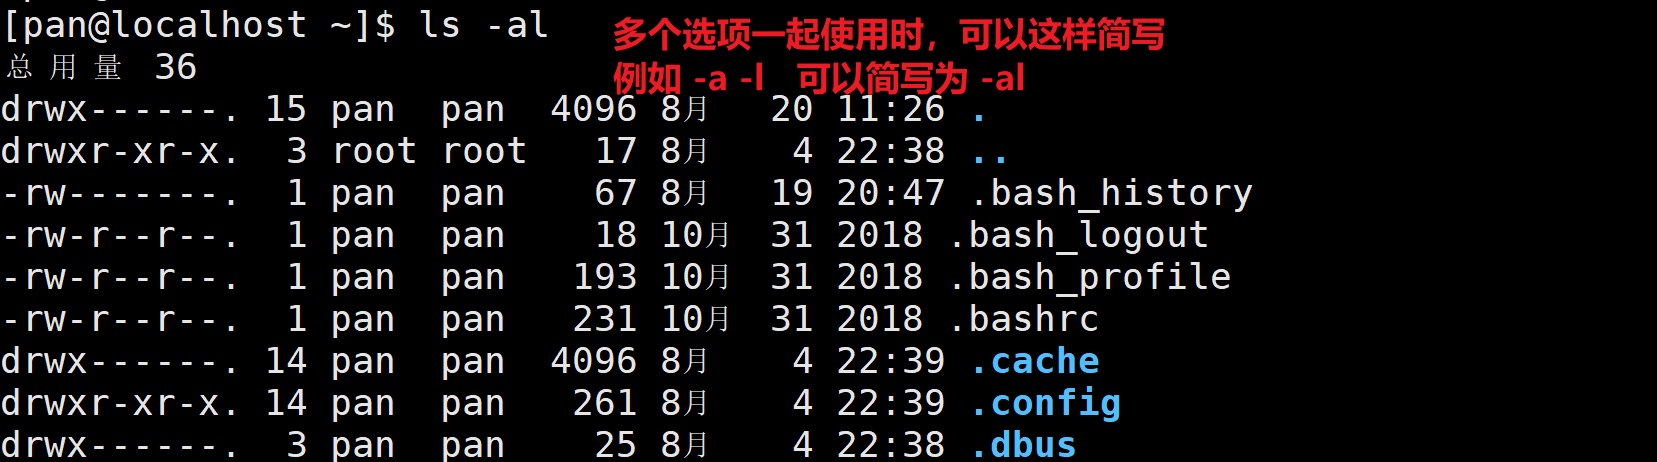 [pan@localhost ~]$ ls -al
多个选项一起使用时，可以这样简写
总用量 36
例如 -a -l 可以简写为 -al
drwx------. 15 pan  pan  4096 8月   20 11:26 .
drwxr-xr-x.  3 root root   17 8月    4 22:38 ..
-rw-------.  1 pan  pan    67 8月   19 20:47 .bash_history
-rw-r--r--.  1 pan  pan    18 10月  31 2018 .bash_logout
-rw-r--r--.  1 pan  pan   193 10月  31 2018 .bash_profile
-rw-r--r--.  1 pan  pan   231 10月  31 2018 .bashrc
drwx------. 14 pan  pan  4096 8月    4 22:39 .cache
drwxr-xr-x. 14 pan  pan   261 8月    4 22:39 .config
drwx------.  3 pan  pan    25 8月    4 22:38 .dbus